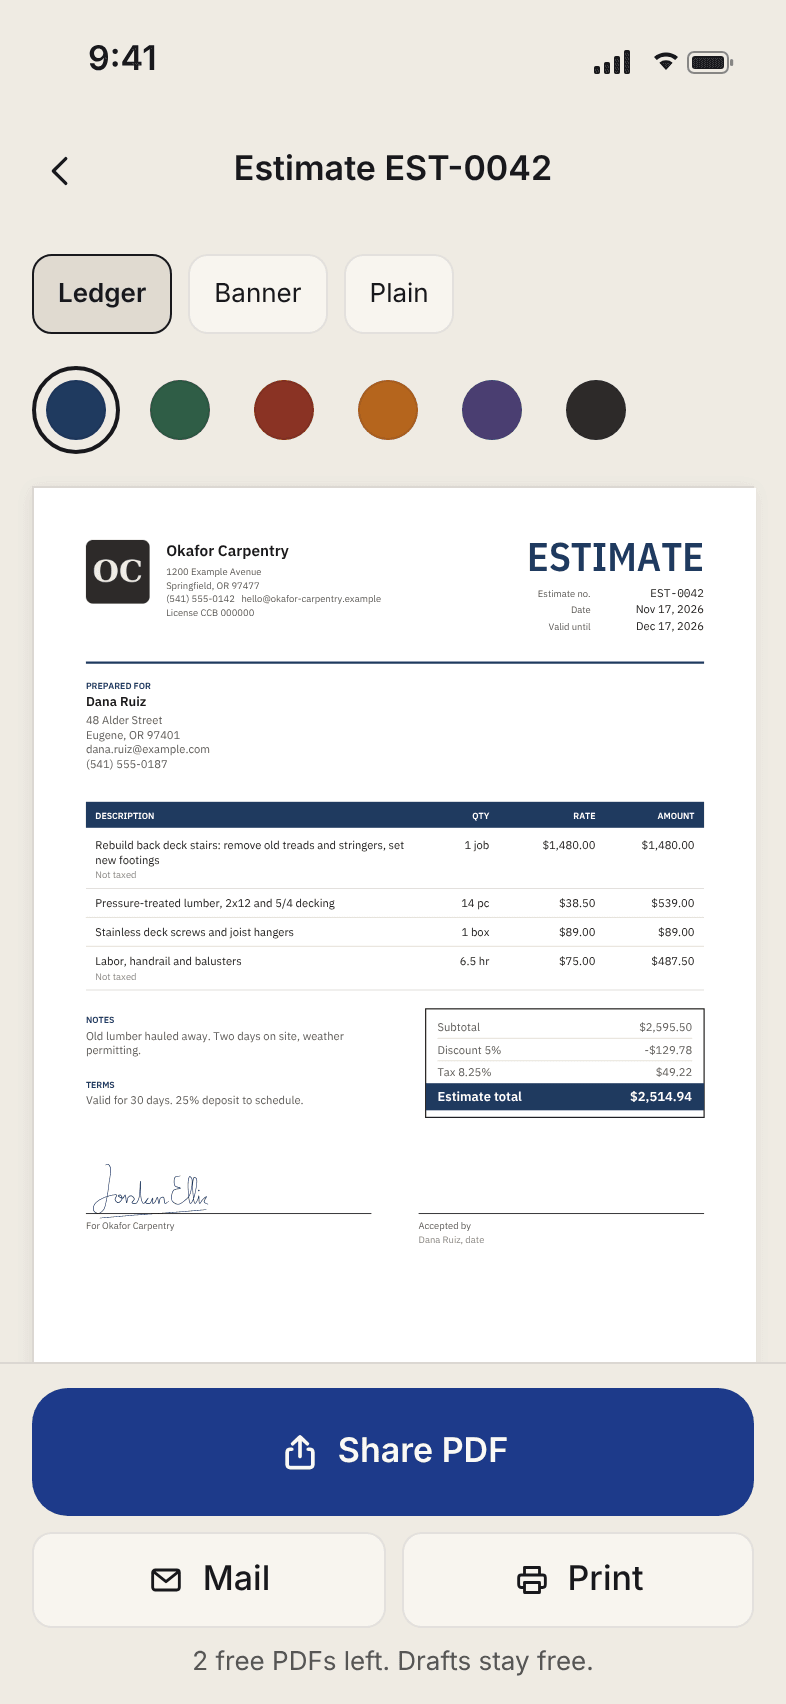 9:41
Estimate EST-0042
Ledger
Banner
Plain
OC
Okafor Carpentry
1200 Example Avenue
Springfield, OR 97477
(541) 555-0142 hello@okafor-carpentry.example
License CCB 000000
ESTIMATE
Estimate no. EST-0042
Date Nov 17, 2026
Valid until Dec 17, 2026
PREPARED FOR
Dana Ruiz
48 Alder Street
Eugene, OR 97401
dana.ruiz@example.com
(541) 555-0187
DESCRIPTION QTY RATE AMOUNT
Rebuild back deck stairs: remove old treads and stringers, set 1 job $1,480.00 $1,480.00
new footings
Not taxed
Pressure-treated lumber, 2x12 and 5/4 decking 14 pc $38.50 $539.00
Stainless deck screws and joist hangers 1 box $89.00 $89.00
Labor, handrail and balusters 6.5 hr $75.00 $487.50
Not taxed
NOTES
Old lumber hauled away. Two days on site, weather
permitting.
TERMS
Valid for 30 days. 25% deposit to schedule.
Subtotal $2,595.50
Discount 5% -$129.78
Tax 8.25% $49.22
Estimate total $2,514.94
Jordan Ellis
For Okafor Carpentry
Accepted by
Dana Ruiz, date
Share PDF
Mail
Print
2 free PDFs left. Drafts stay free.